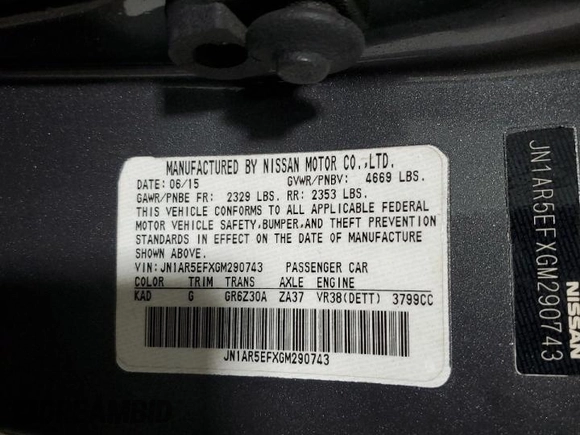 MANUFACTURED BY NISSAN MOTOR CO.,LTD.
DATE: 06/15 GVWR/PNBV: 4669 LBS.
GAWR/PNBE FR: 2329 LBS. RR: 2353 LBS.
THIS VEHICLE CONFORMS TO ALL APPLICABLE FEDERAL
MOTOR VEHICLE SAFETY,BUMPER,AND THEFT PREVENTION
STANDARDS IN EFFECT ON THE DATE OF MANUFACTURE
SHOWN ABOVE.
VIN: JN1AR5EFXGM290743 PASSENGER CAR
COLOR TRIM TRANS AXLE ENGINE
KAD G GR6Z30A ZA37 VR38(DETT) 3799CC
JN1AR5EFXGM290743
JN1AR5EFXGM290743
NISSAN